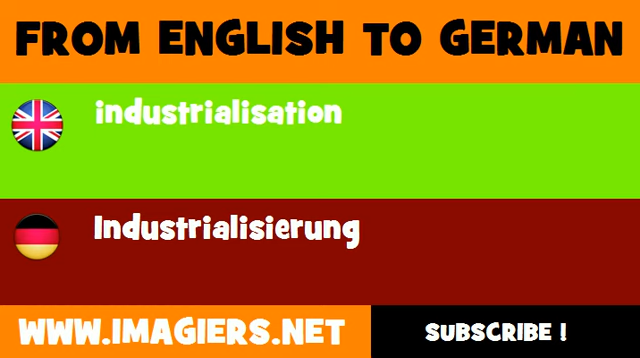 FROM ENGLISH TO GERMAN
industrialisation
Industrialisierung
WWW.IMAGIERS.NET
SUBSCRIBE !